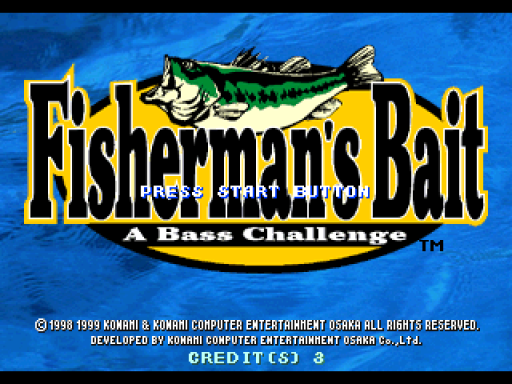 Fisherman's Bait
PRESS START BUTTON
A Bass Challenge
TM
© 1998 1999 KONAMI & KONAMI COMPUTER ENTERTAINMENT OSAKA ALL RIGHTS RESERVED.
DEVELOPED BY KONAMI COMPUTER ENTERTAINMENT OSAKA Co.,Ltd.
CREDIT(S) 3